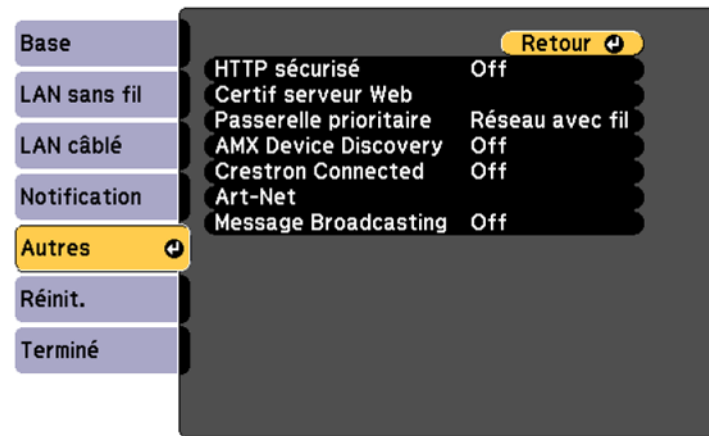 Base
LAN sans fil
LAN câblé
Notification
Autres
Réinit.
Terminé
Retour
HTTP sécurisé Off
Certif serveur Web
Passerelle prioritaire Réseau avec fil
AMX Device Discovery Off
Crestron Connected Off
Art-Net
Message Broadcasting Off